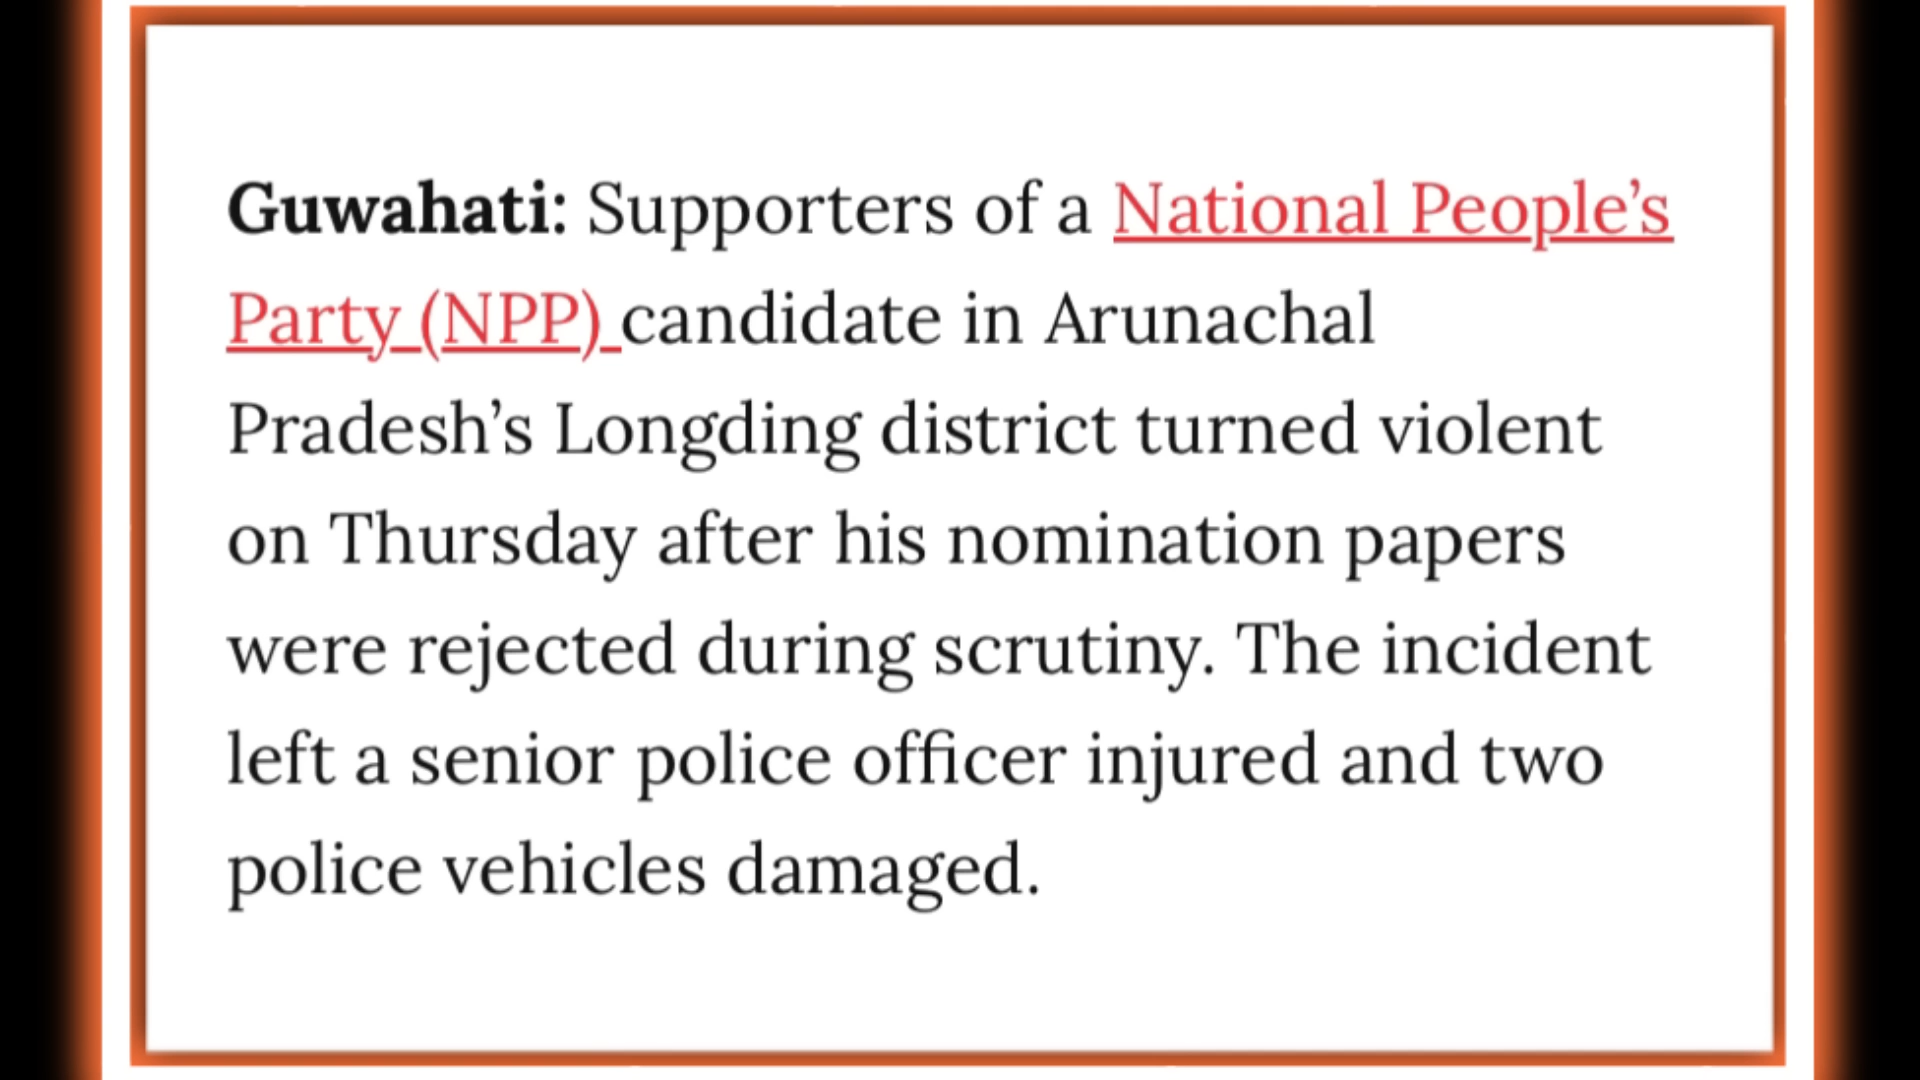 Guwahati: Supporters of a National People’s
Party (NPP) candidate in Arunachal
Pradesh’s Longding district turned violent
on Thursday after his nomination papers
were rejected during scrutiny. The incident
left a senior police officer injured and two
police vehicles damaged.